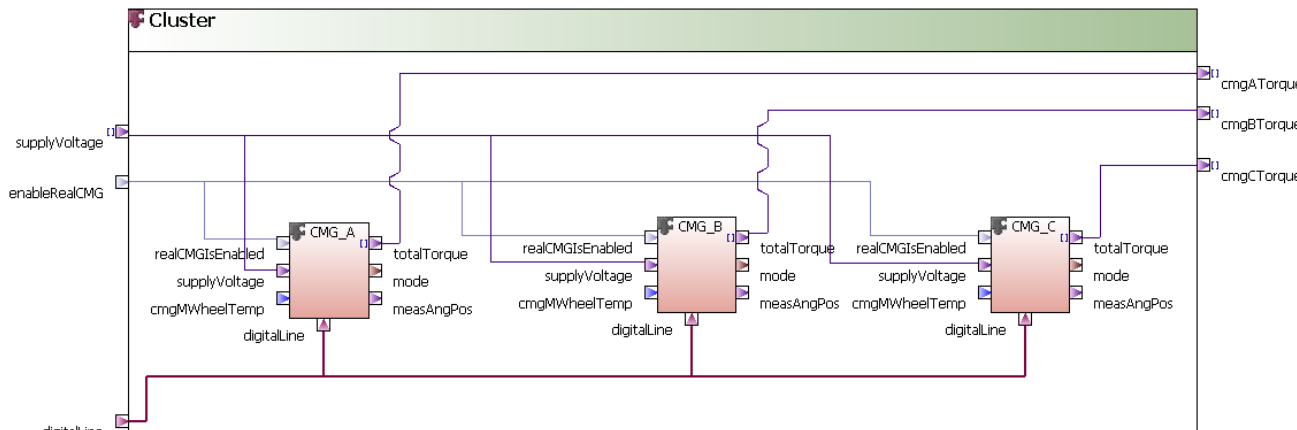 Cluster
cmgATorque
cmgBTorque
supplyVoltage
cmgCTorque
enableRealCMG
CMG_A
CMG_B
CMG_C
realCMGIsEnabled
totalTorque
realCMGIsEnabled
totalTorque
realCMGIsEnabled
totalTorque
supplyVoltage
mode
supplyVoltage
mode
supplyVoltage
mode
cmgMWheelTemp
measAngPos
cmgMWheelTemp
measAngPos
cmgMWheelTemp
measAngPos
digitalLine
digitalLine
digitalLine
digitalLine